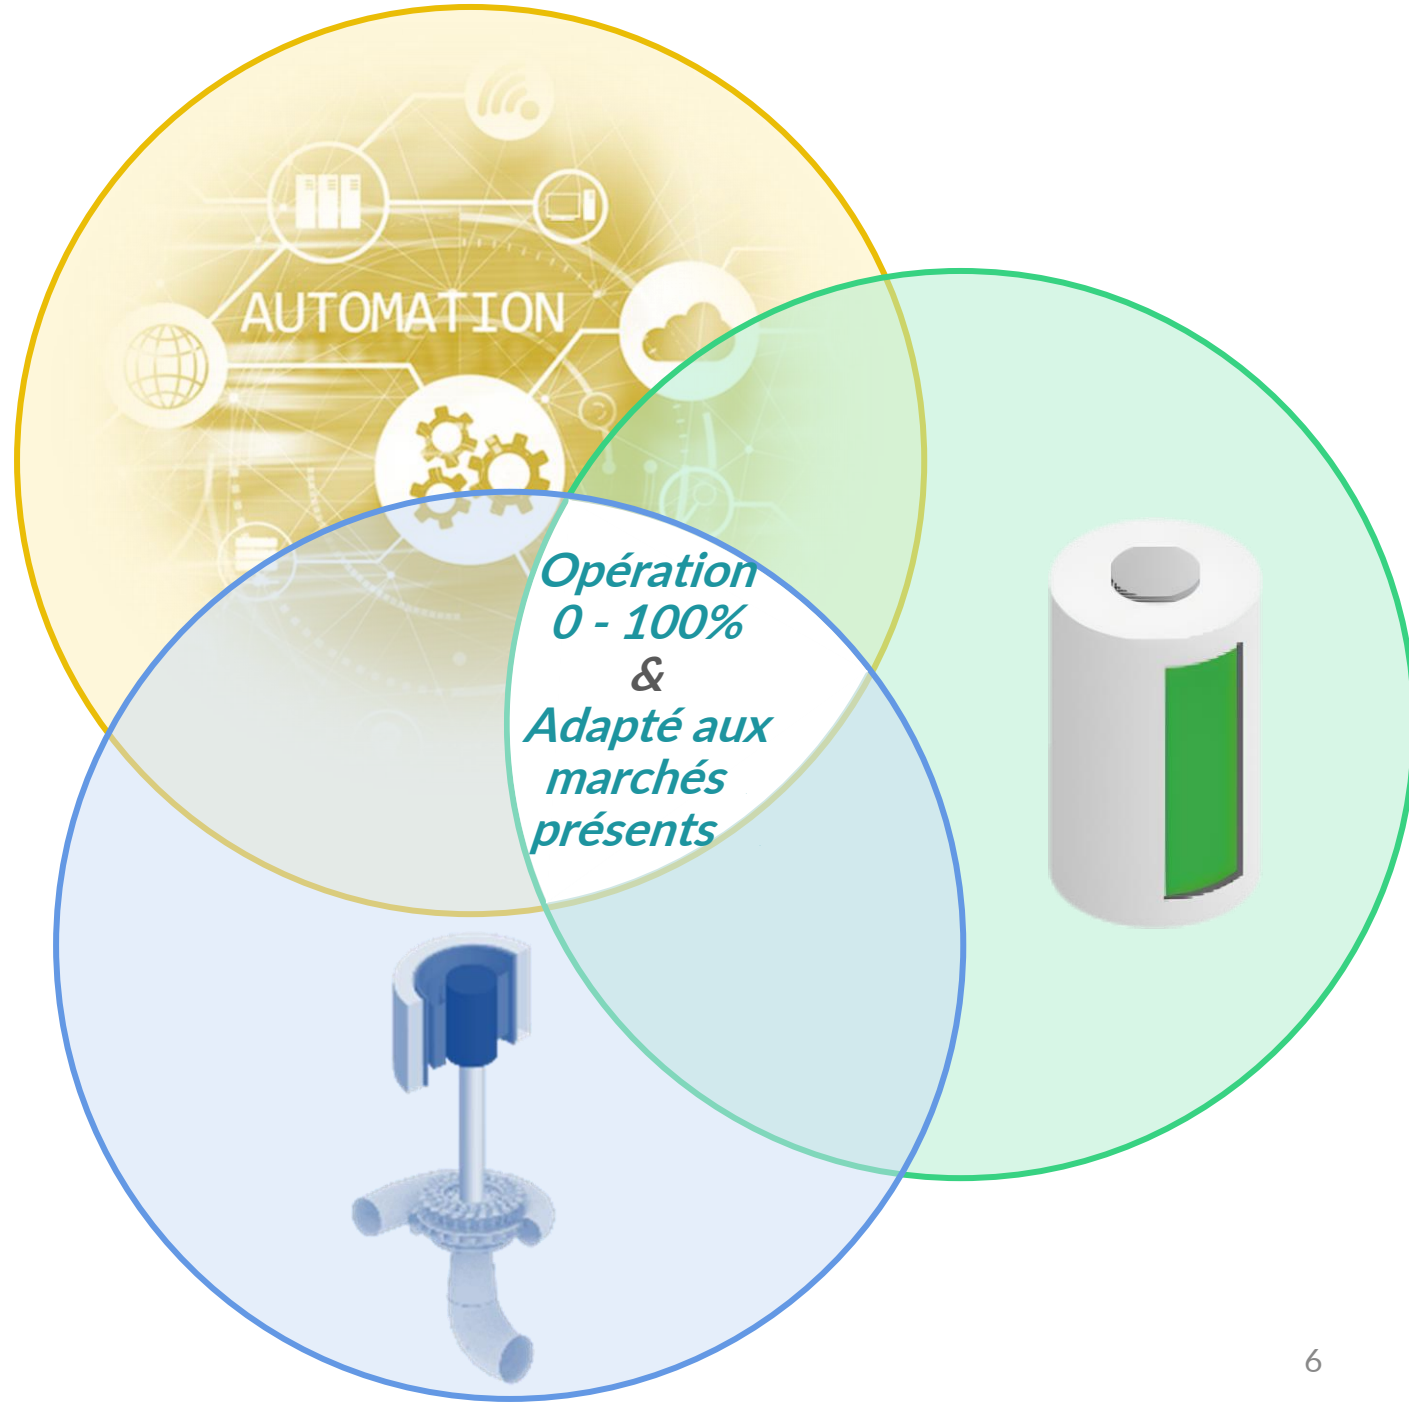 AUTOMATION
Opération
0 - 100%
&
Adapté aux
marchés
présents
6